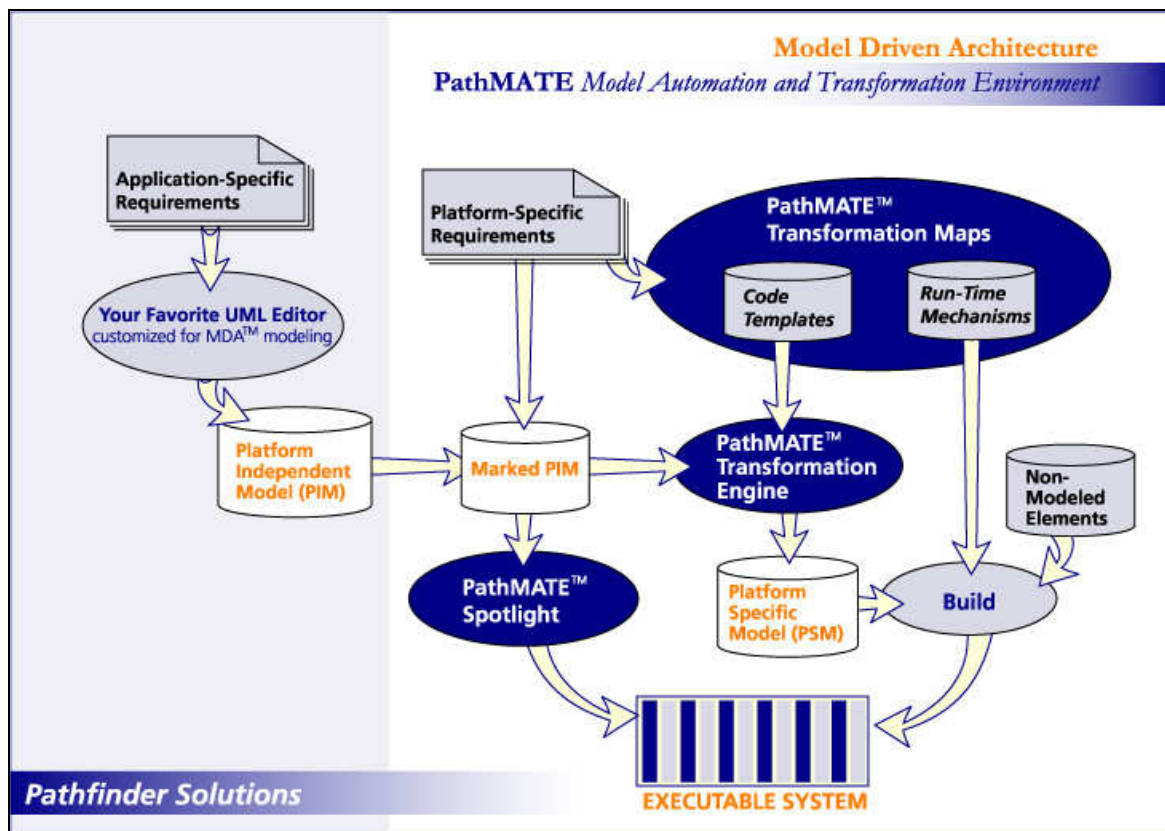 Model Driven Architecture
PathMATE Model Automation and Transformation Environment
Application-Specific
Requirements
Platform-Specific
Requirements
PathMATE™
Transformation Maps
Code
Templates
Run-Time
Mechanisms
Your Favorite UML Editor
customized for MDA™ modeling
Platform
Independent
Model (PIM)
Marked PIM
PathMATE™
Transformation
Engine
Non-
Modeled
Elements
PathMATE™
Spotlight
Platform
Specific
Model (PSM)
Build
EXECUTABLE SYSTEM
Pathfinder Solutions